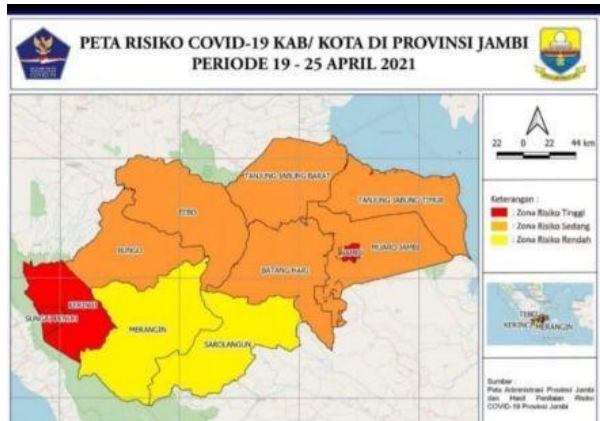 PETA RISIKO COVID-19 KAB/ KOTA DI PROVINSI JAMBI
PERIODE 19 - 25 APRIL 2021
TANJUNG JABUNG BARAT
TANJUNG JABUNG TIMUR
TEBO
BUNGO
MUARO JAMBI
JAMBI
BATANG HARI
KERINCI
SUNGAI PENUH
MERANGIN
SAROLANGUN
22 0 22 44 km
Keterangan :
: Zona Risiko Tinggi
: Zona Risiko Sedang
: Zona Risiko Rendah
TEBO
KERINCI MERANGIN
Sumber :
Peta Administrasi Provinsi Jambi
dan Hasil Penilaian Risiko
COVID-19 Provinsi Jambi